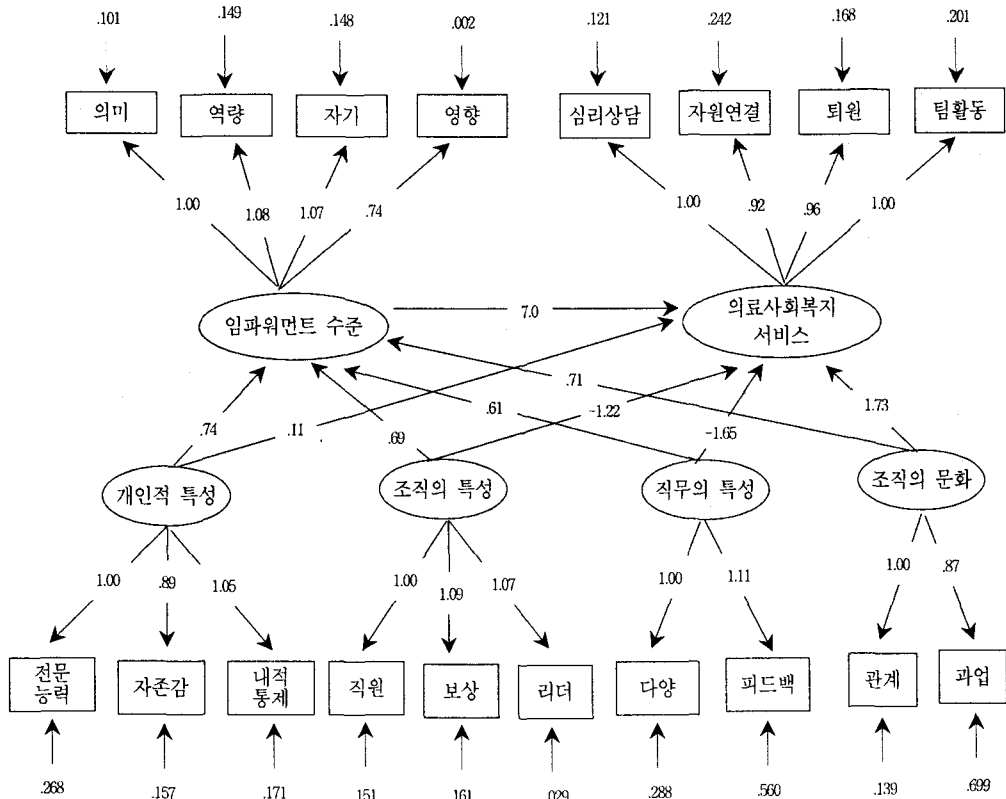 .101
.149
.148
.002
.121
.242
.168
.201
의미
역량
자기
영향
심리상담
자원연결
퇴원
팀활동
1.00
1.08
1.07
.74
1.00
.92
.96
1.00
임파워먼트 수준
7.0
의료사회복지
서비스
.74
.11
.69
.61
-1.22
.71
-1.65
1.73
개인적 특성
조직의 특성
직무의 특성
조직의 문화
1.00
.89
1.05
1.00
1.09
1.07
1.00
1.11
1.00
.87
전문
능력
자존감
내적
통제
직원
보상
리더
다양
피드백
관계
과업
.268
.157
.171
.151
.161
.029
.288
.560
.139
.699